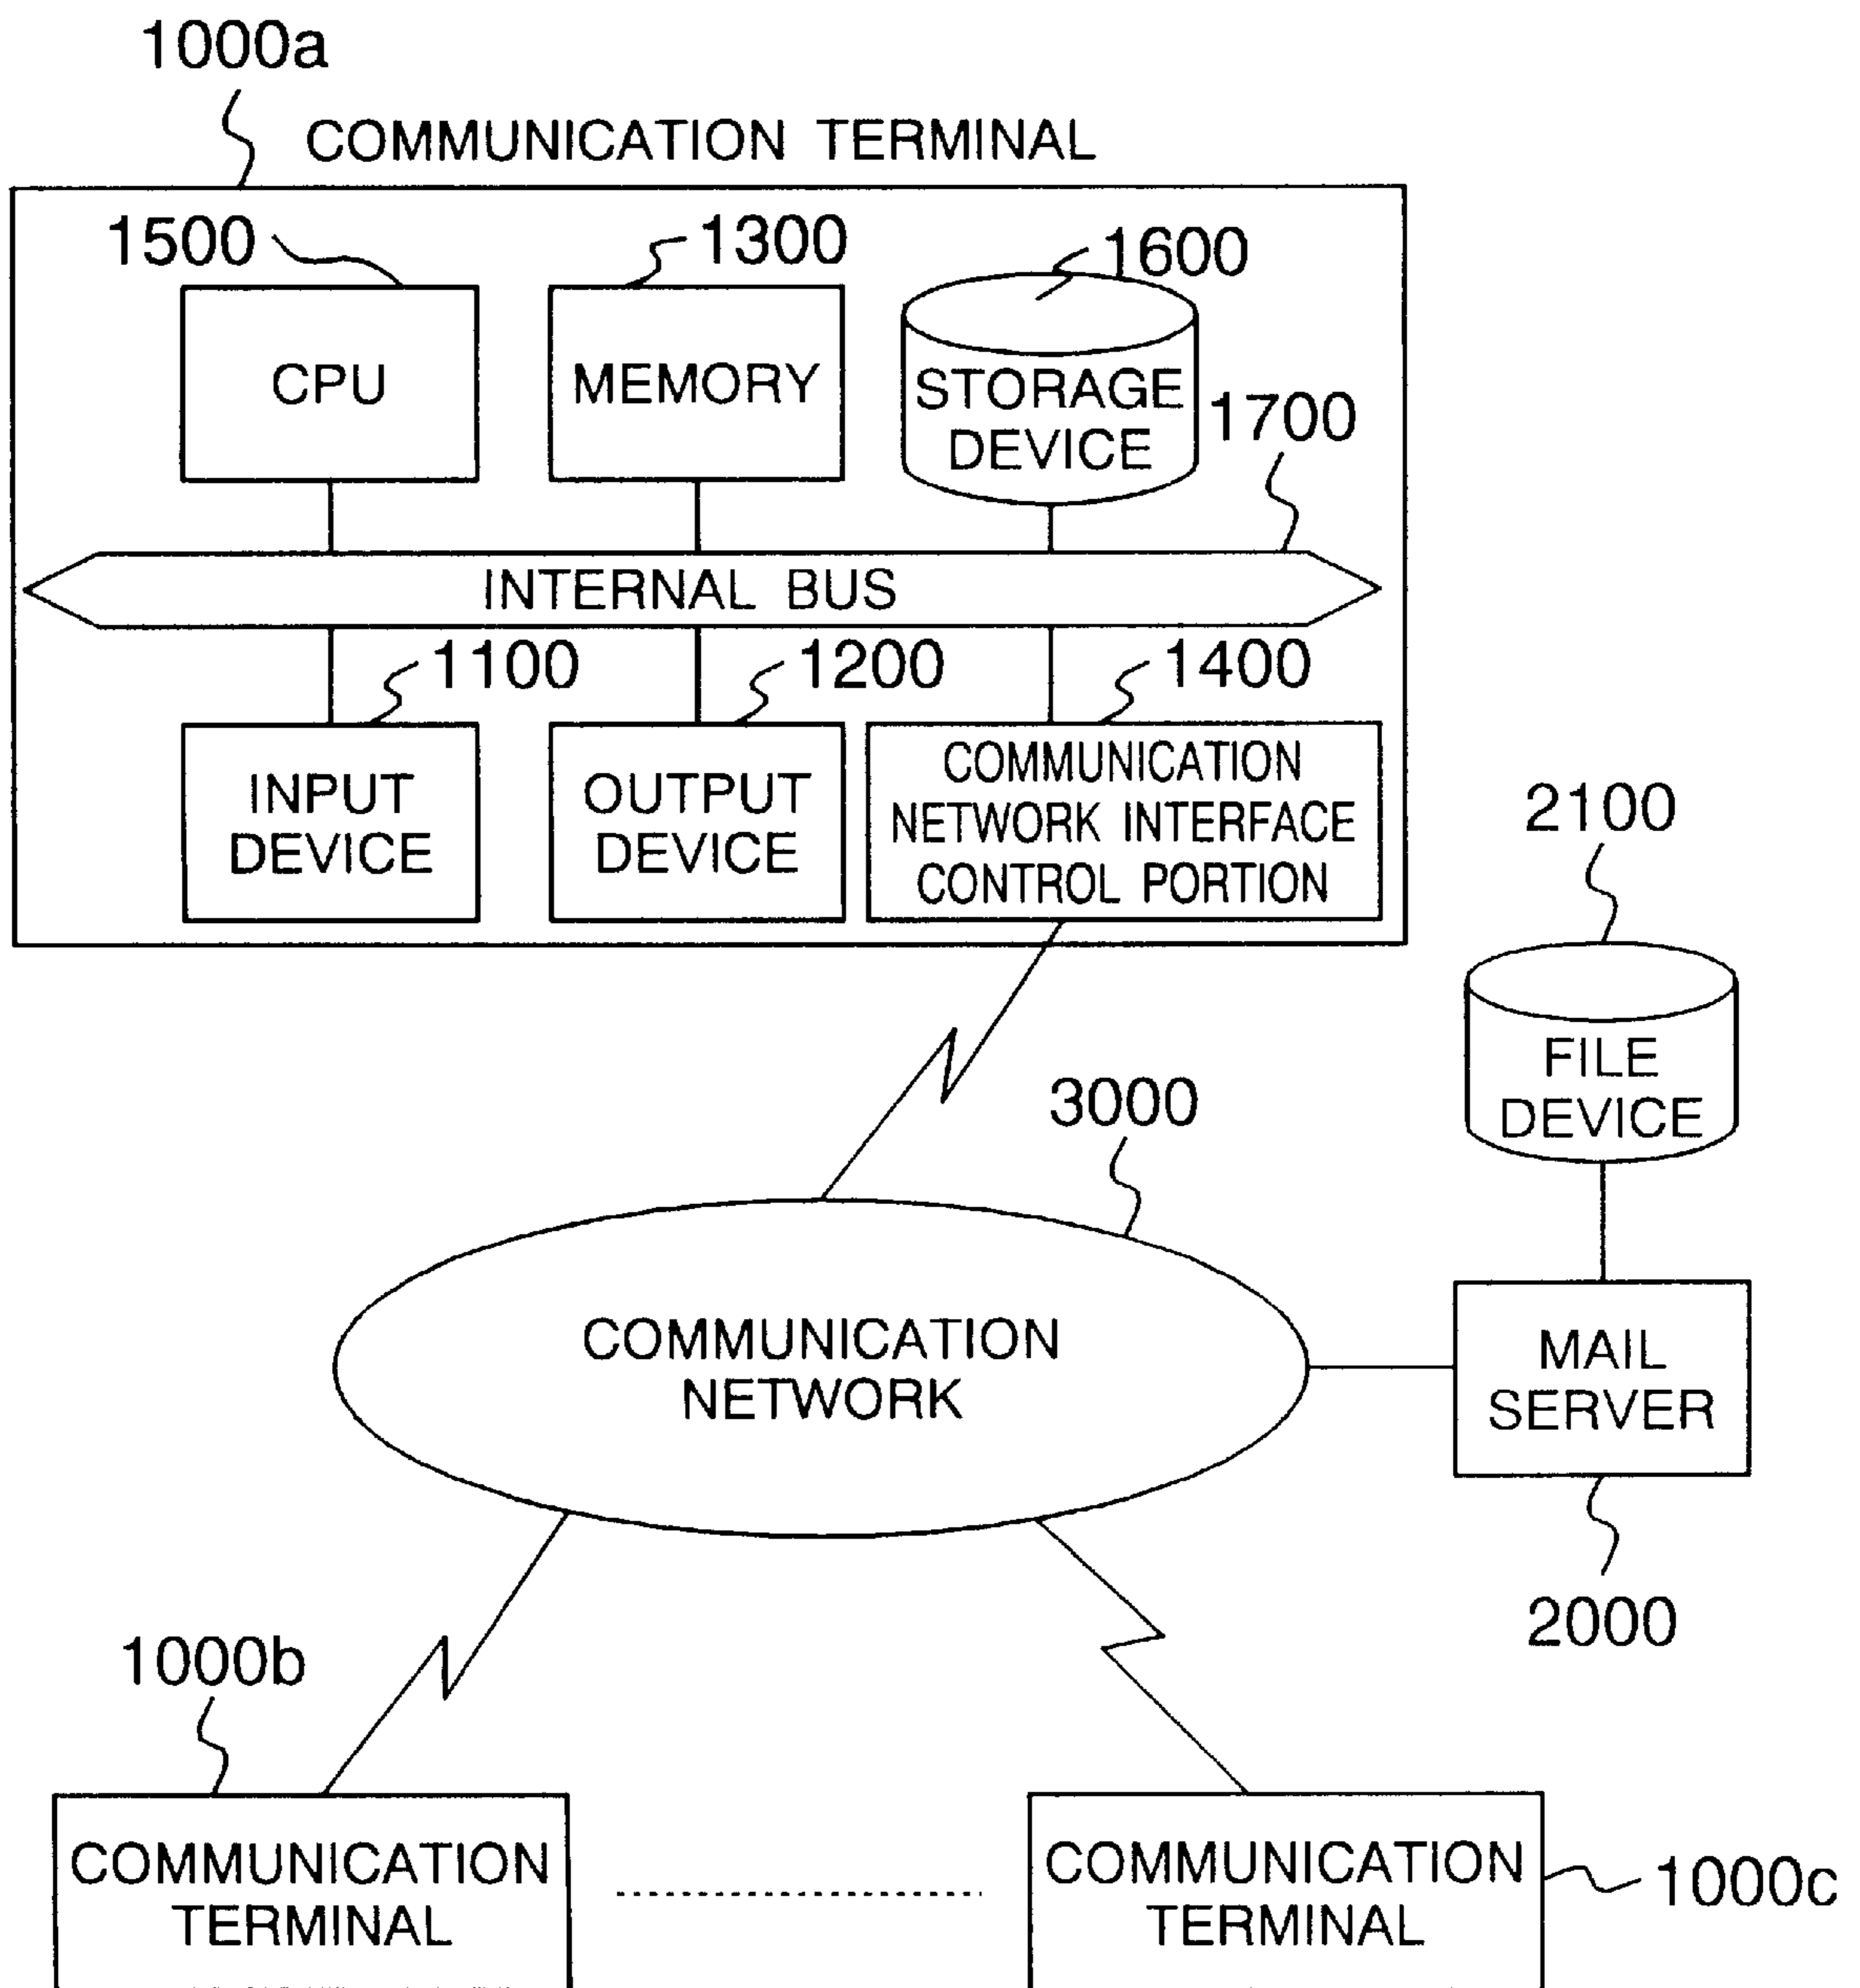 1000a
COMMUNICATION TERMINAL
1500
1300
1600
CPU
MEMORY
STORAGE
DEVICE
1700
INTERNAL BUS
1100
1200
1400
INPUT
DEVICE
OUTPUT
DEVICE
COMMUNICATION
NETWORK INTERFACE
CONTROL PORTION
2100
FILE
DEVICE
3000
COMMUNICATION
NETWORK
MAIL
SERVER
2000
1000b
COMMUNICATION
TERMINAL
COMMUNICATION
TERMINAL
1000c